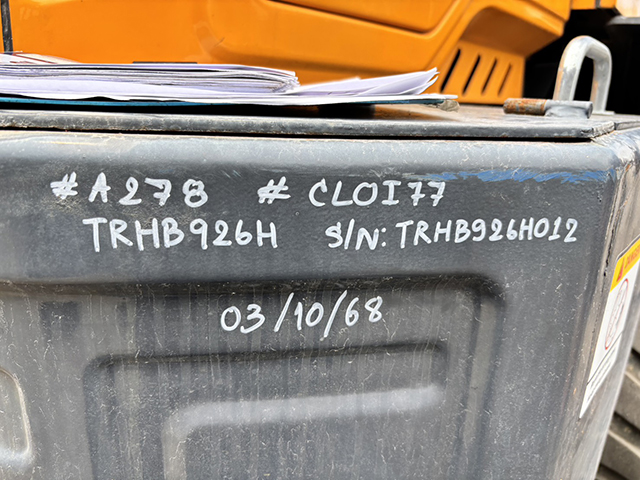 #A278 # CLOI77
TRHB926H S/N: TRHB926H012
03/10/68